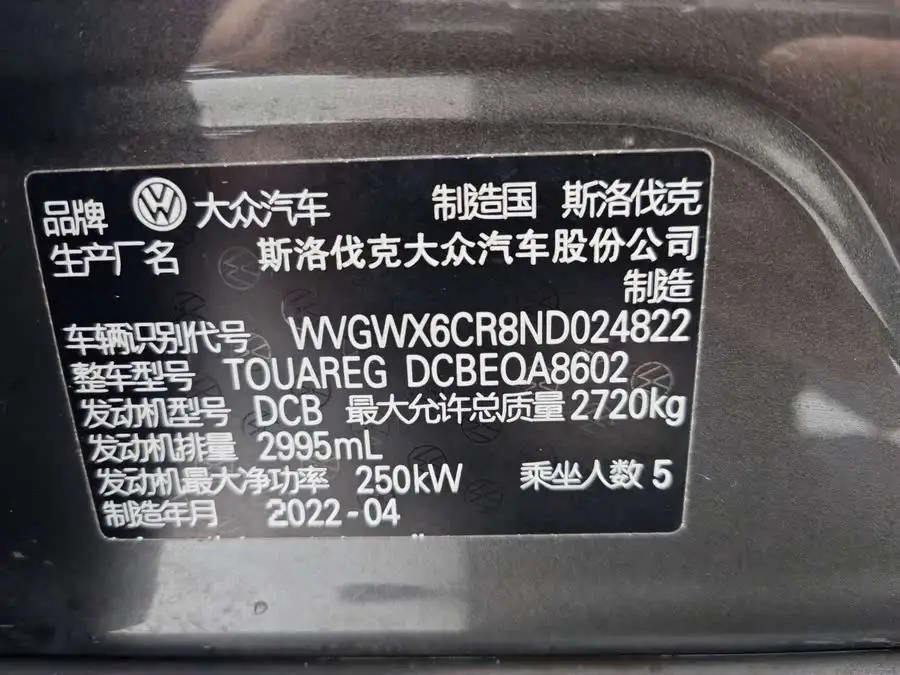 品牌 大众汽车 制造国 斯洛伐克
生产厂名 斯洛伐克大众汽车股份公司
制造
车辆识别代号 WVGWX6CR8ND024822
整车型号 TOUAREG DCBEQA8602
发动机型号 DCB 最大允许总质量 2720kg
发动机排量 2995mL
发动机最大净功率 250kW 乘坐人数 5
制造年月 2022-04